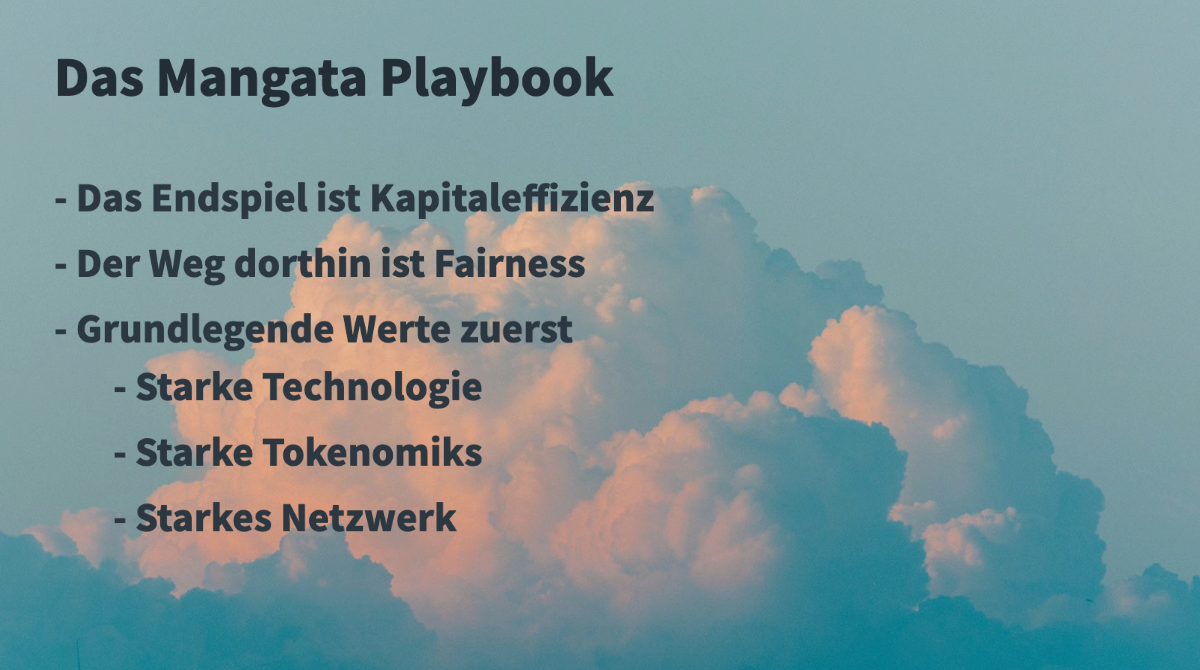 Das Mangata Playbook
- Das Endspiel ist Kapitaleffizienz
- Der Weg dorthin ist Fairness
- Grundlegende Werte zuerst
- Starke Technologie
- Starke Tokenomiks
- Starkes Netzwerk